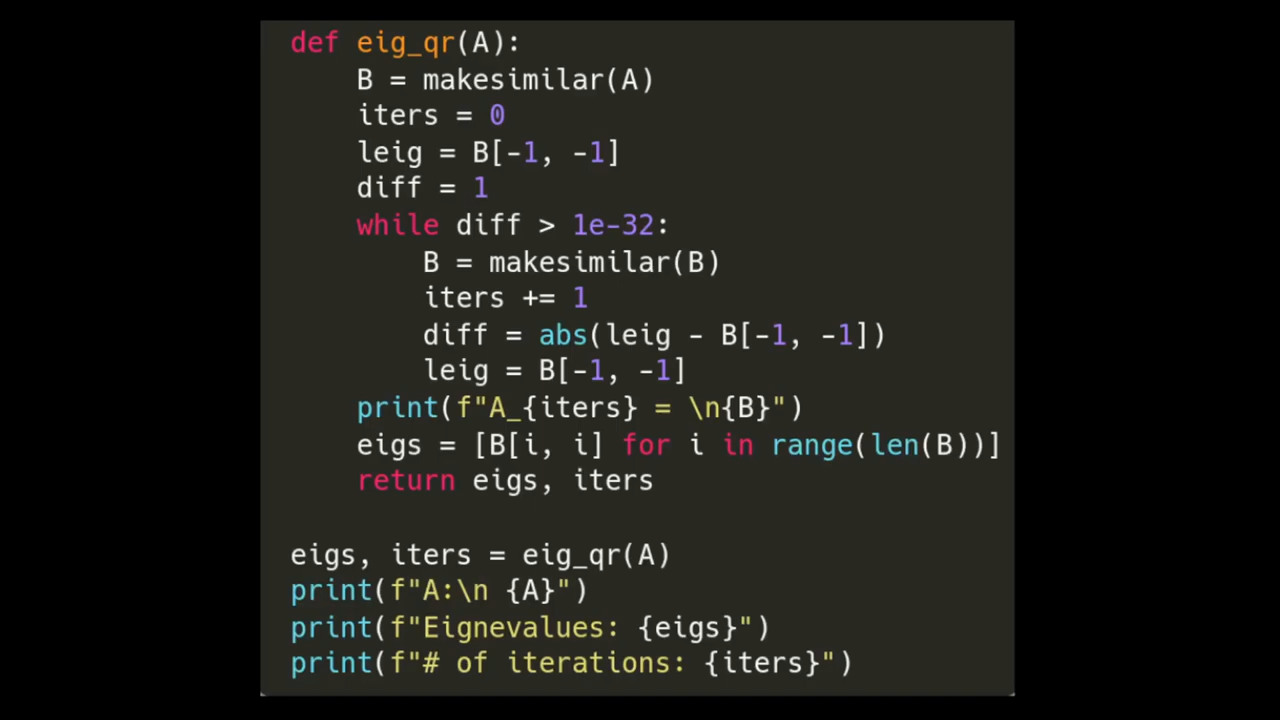 def eig_qr(A):
    B = makesimilar(A)
    iters = 0
    leig = B[-1, -1]
    diff = 1
    while diff > 1e-32:
        B = makesimilar(B)
        iters += 1
        diff = abs(leig - B[-1, -1])
        leig = B[-1, -1]
    print(f"A_{iters} = \n{B}")
    eigs = [B[i, i] for i in range(len(B))]
    return eigs, iters

eigs, iters = eig_qr(A)
print(f"A:\n {A}")
print(f"Eignevalues: {eigs}")
print(f"# of iterations: {iters}")